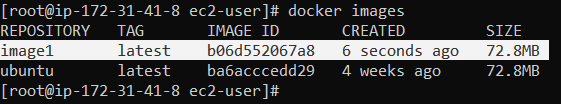 [root@ip-172-31-41-8 ec2-user]# docker images
REPOSITORY   TAG       IMAGE ID       CREATED         SIZE
image1       latest    b06d552067a8   6 seconds ago   72.8MB
ubuntu       latest    ba6acccedd29   4 weeks ago     72.8MB
[root@ip-172-31-41-8 ec2-user]#